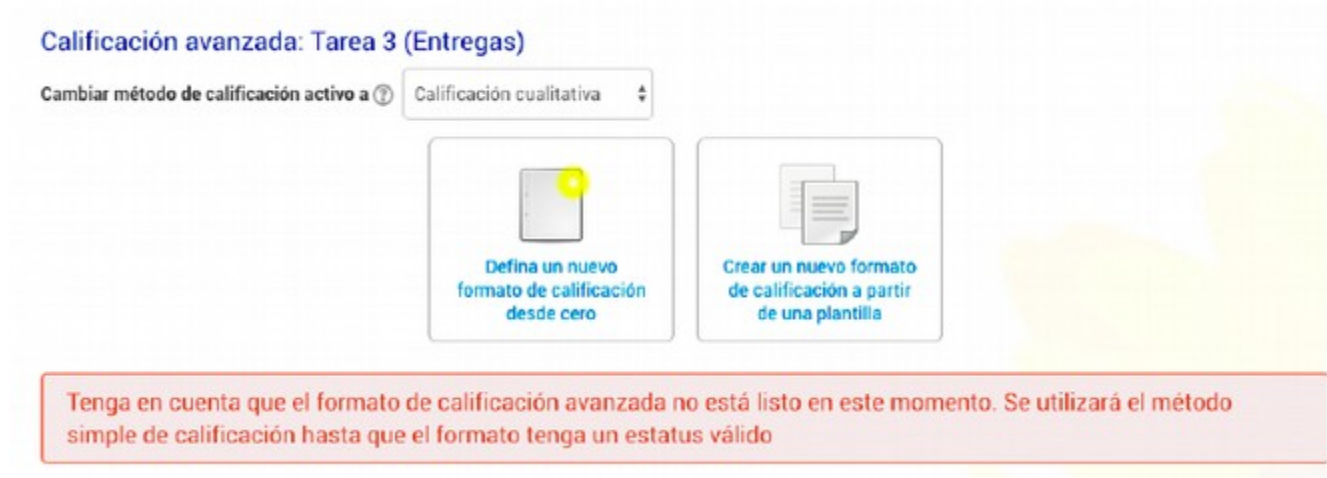 Calificación avanzada: Tarea 3 (Entregas)
Cambiar método de calificación activo a Calificación cualitativa
Defina un nuevo
formato de calificación
desde cero
Crear un nuevo formato
de calificación a partir
de una plantilla
Tenga en cuenta que el formato de calificación avanzada no está listo en este momento. Se utilizará el método
simple de calificación hasta que el formato tenga un estatus válido